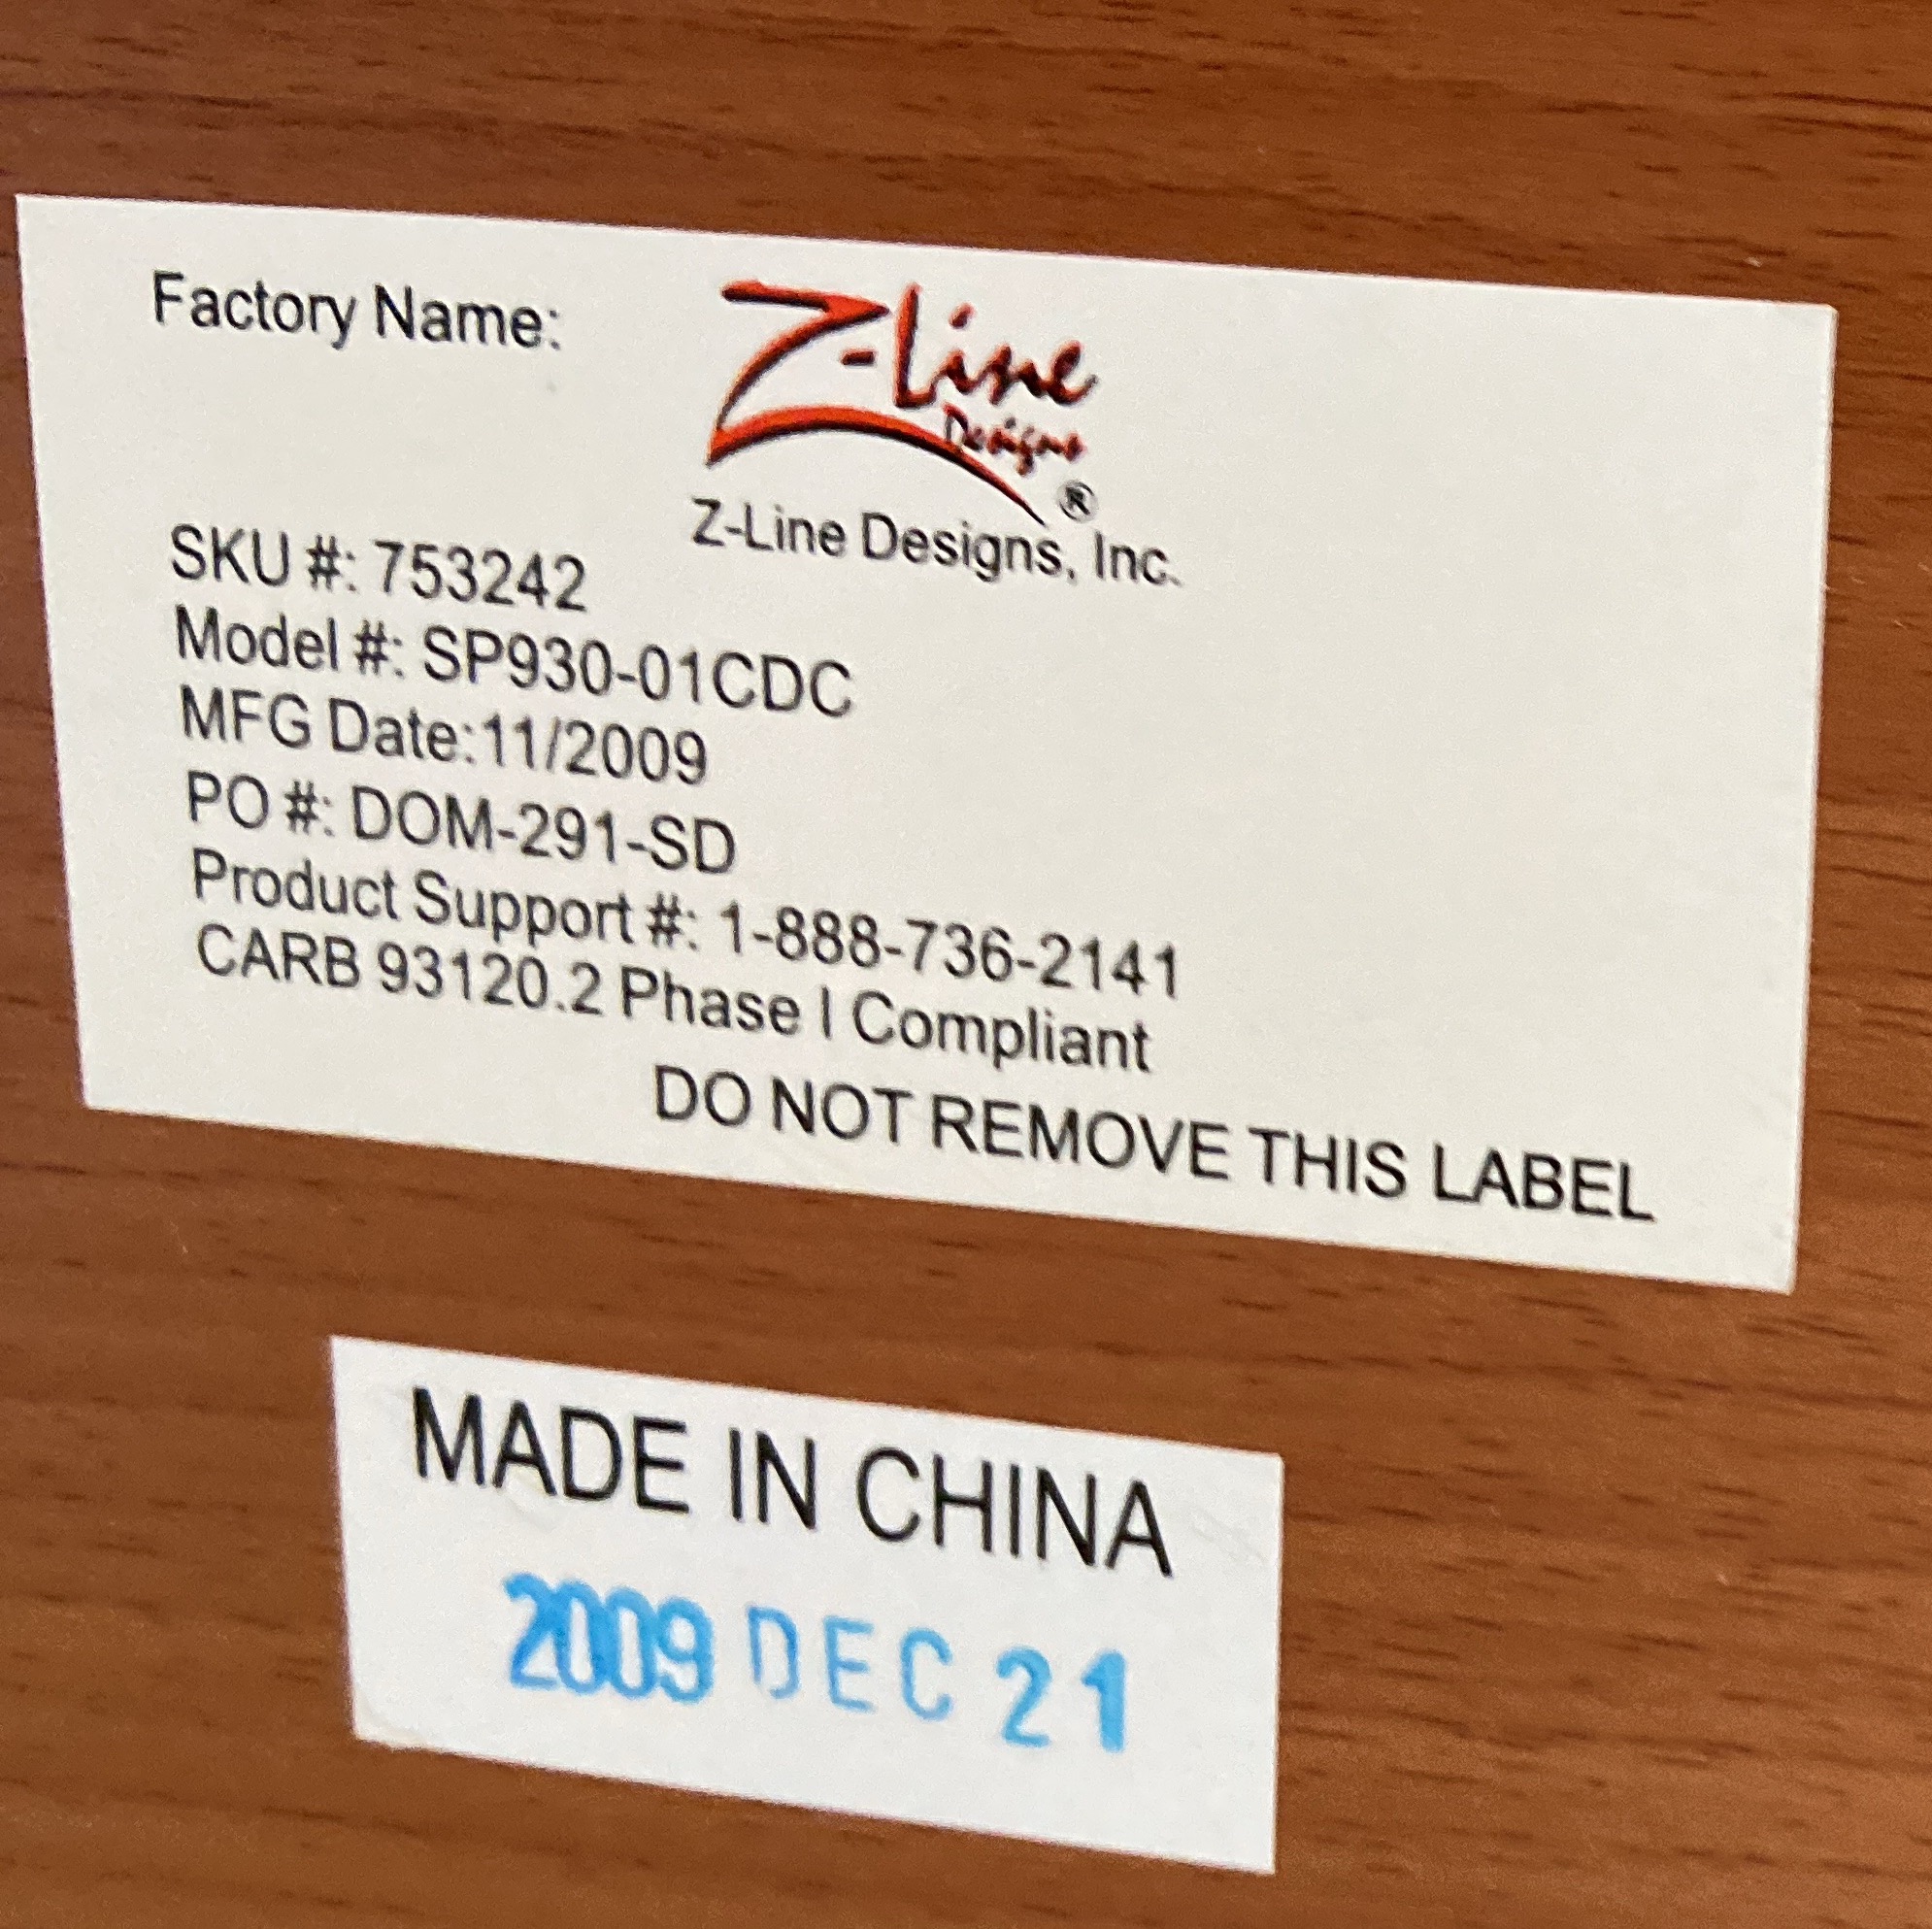 Factory Name:
Z-Line
Designs
®
Z-Line Designs, Inc.
SKU #: 753242
Model #: SP930-01CDC
MFG Date:11/2009
PO #: DOM-291-SD
Product Support #: 1-888-736-2141
CARB 93120.2 Phase I Compliant
DO NOT REMOVE THIS LABEL
MADE IN CHINA
2009 DEC 21